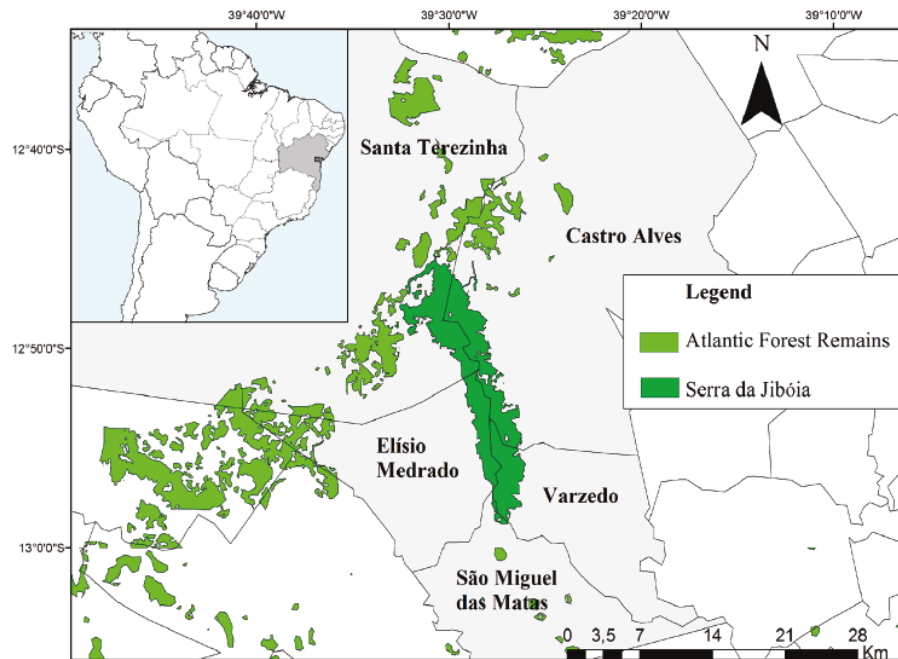 39°40'0"W
39°30'0"W
39°20'0"W
39°10'0"W
N
12°40'0"S
Santa Terezinha
Castro Alves
Legend
Atlantic Forest Remains
Serra da Jibóia
12°50'0"S
Elísio
Medrado
Varzedo
13°0'0"S
São Miguel
das Matas
0 3,5 7 14 21 28
Km